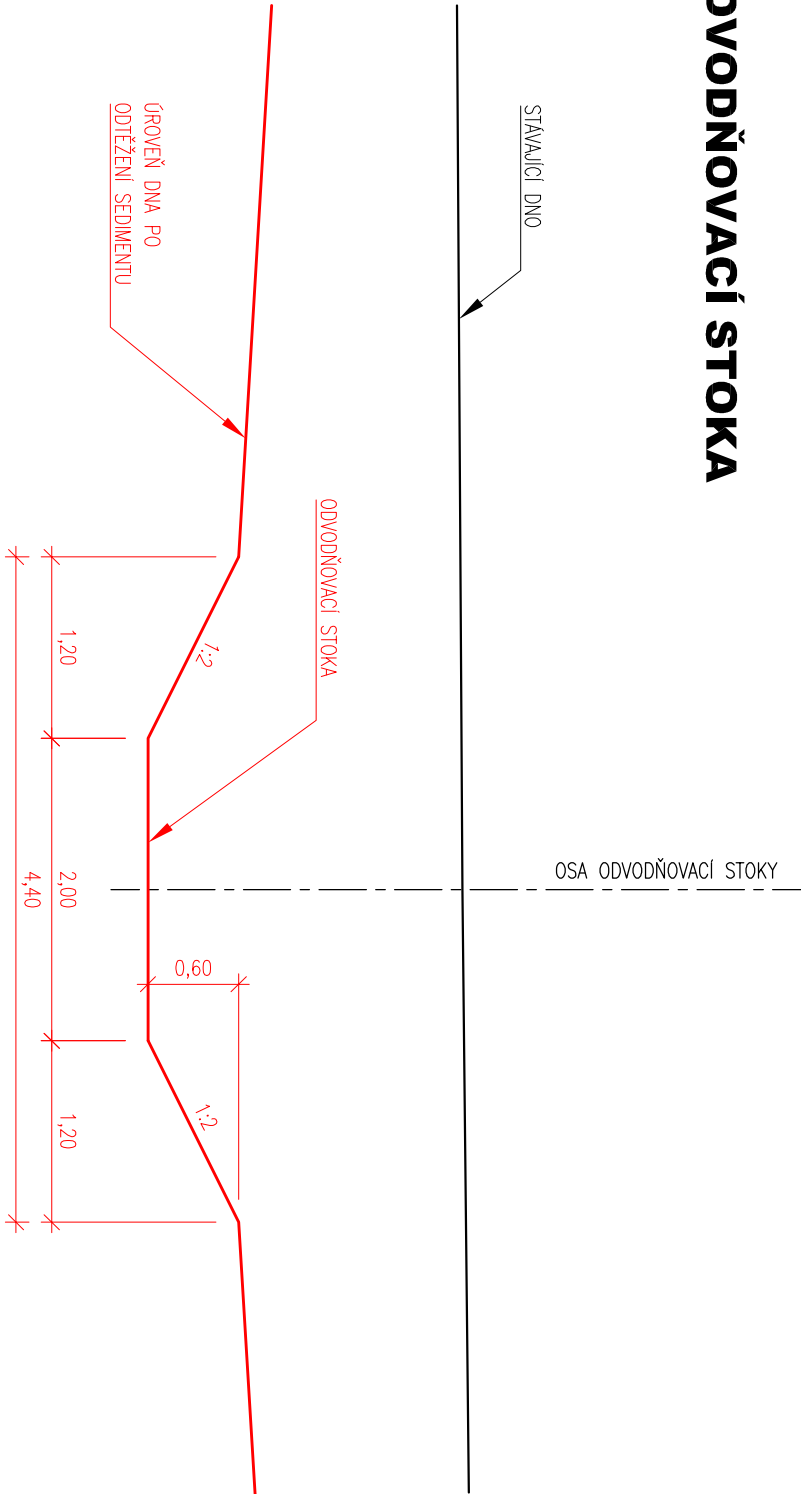 DVODŇOVACÍ STOKA
STÁVAJÍCÍ DNO
OSA ODVODŇOVACÍ STOKY
ÚROVEŇ DNA PO
ODTĚŽENÍ SEDIMENTU
ODVODŇOVACÍ STOKA
1:2
1:2
0,60
1,20
2,00
1,20
4,40